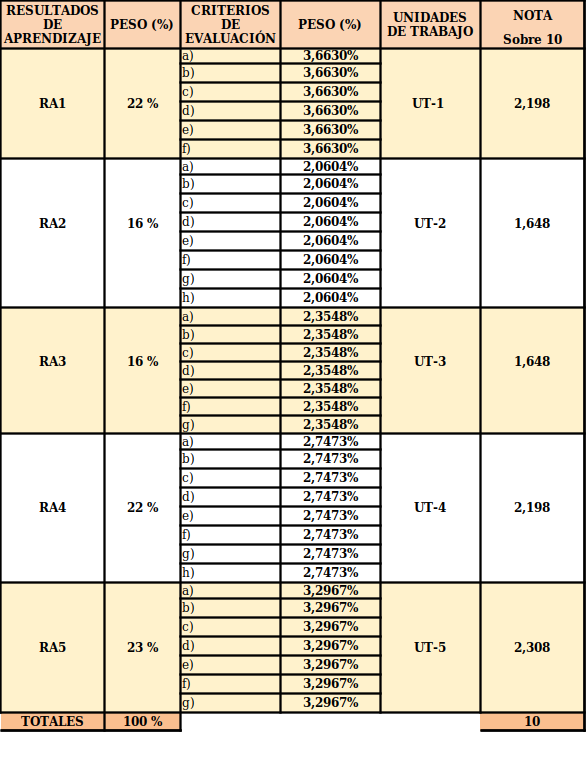 RESULTADOS DE APRENDIZAJE PESO (%) CRITERIOS DE EVALUACIÓN PESO (%) UNIDADES DE TRABAJO NOTA Sobre 10
RA1 22 % a) 3,6630% UT-1 2,198
b) 3,6630%
c) 3,6630%
d) 3,6630%
e) 3,6630%
f) 3,6630%
RA2 16 % a) 2,0604% UT-2 1,648
b) 2,0604%
c) 2,0604%
d) 2,0604%
e) 2,0604%
f) 2,0604%
g) 2,0604%
h) 2,0604%
RA3 16 % a) 2,3548% UT-3 1,648
b) 2,3548%
c) 2,3548%
d) 2,3548%
e) 2,3548%
f) 2,3548%
g) 2,3548%
RA4 22 % a) 2,7473% UT-4 2,198
b) 2,7473%
c) 2,7473%
d) 2,7473%
e) 2,7473%
f) 2,7473%
g) 2,7473%
h) 2,7473%
RA5 23 % a) 3,2967% UT-5 2,308
b) 3,2967%
c) 3,2967%
d) 3,2967%
e) 3,2967%
f) 3,2967%
g) 3,2967%
TOTALES 100 % 10